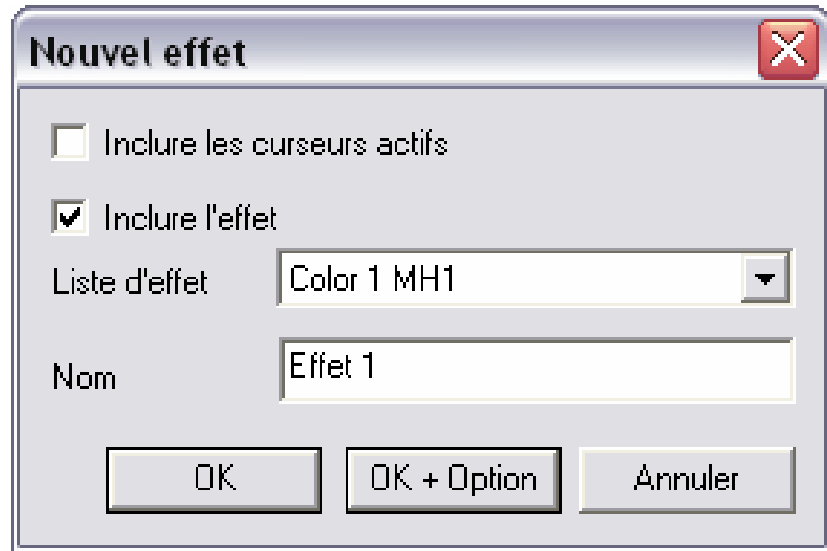 Nouvel effet
Inclure les curseurs actifs
Inclure l'effet
Liste d'effet
Color 1 MH1
Nom
Effet 1
OK
OK + Option
Annuler